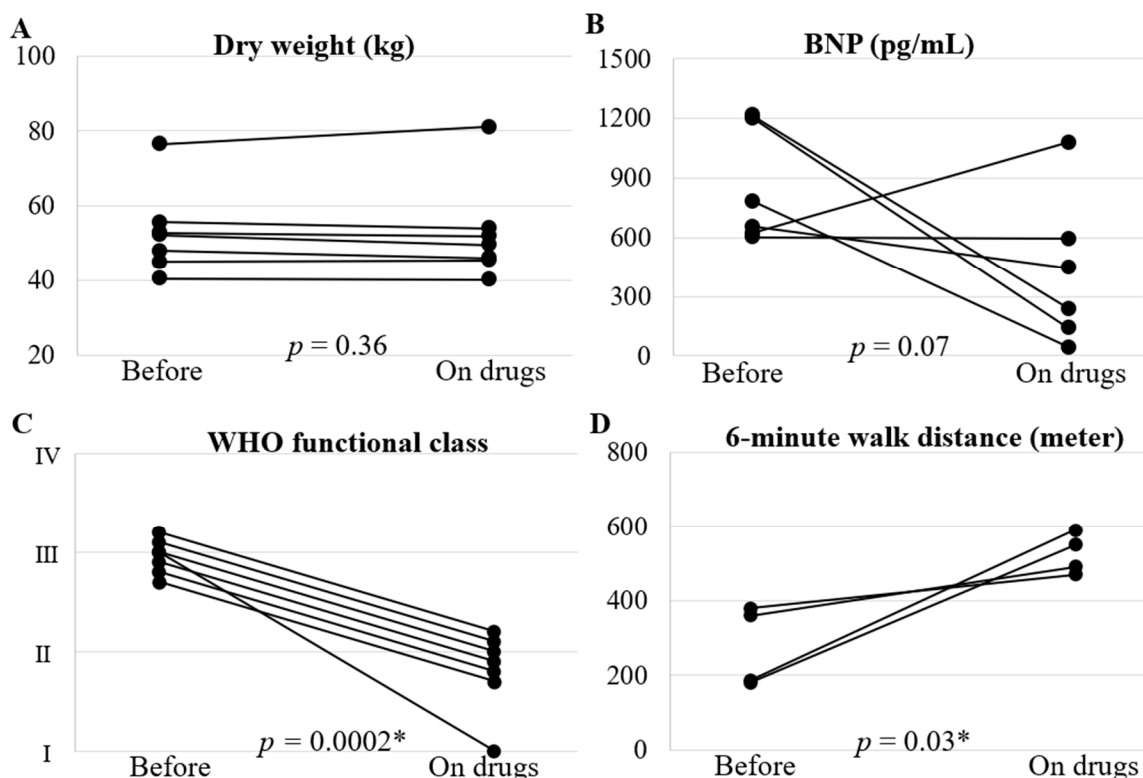 A
Dry weight (kg)
100
80
60
40
20
p = 0.36
Before
On drugs
B
BNP (pg/mL)
1500
1200
900
600
300
0
p = 0.07
Before
On drugs
C
WHO functional class
IV
III
II
I
p = 0.0002*
Before
On drugs
D
6-minute walk distance (meter)
800
600
400
200
0
p = 0.03*
Before
On drugs